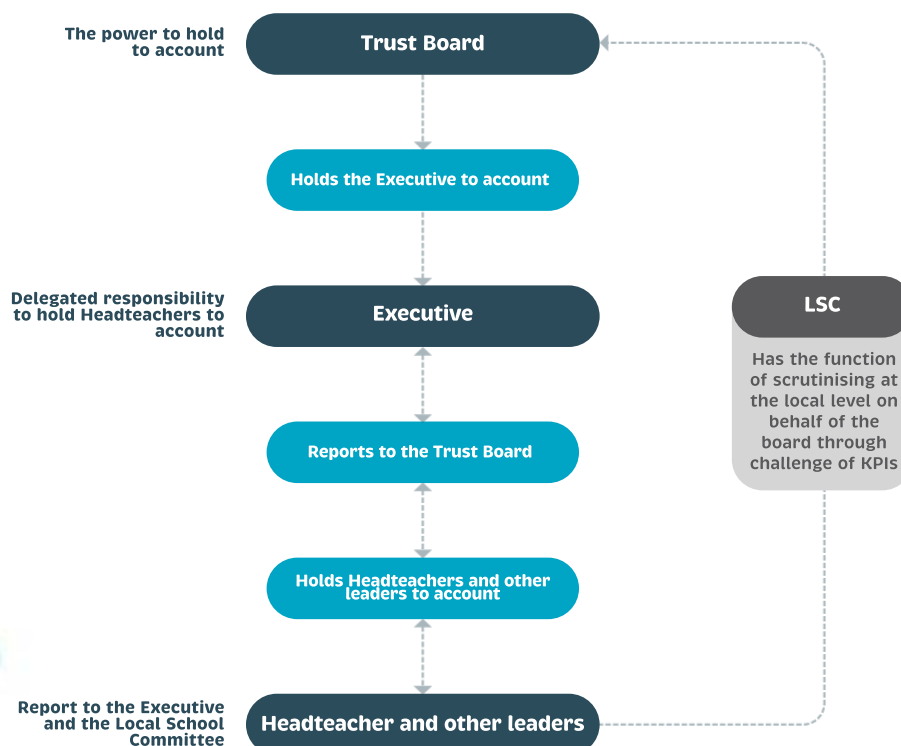 The power to hold
to account
Trust Board
Holds the Executive to account
Delegated responsibility
to hold Headteachers to
account
Executive
LSC
Has the function
of scrutinising at
the local level on
behalf of the
board through
challenge of KPIs
Reports to the Trust Board
Holds Headteachers and other
leaders to account
Report to the Executive
and the Local School
Committee
Headteacher and other leaders